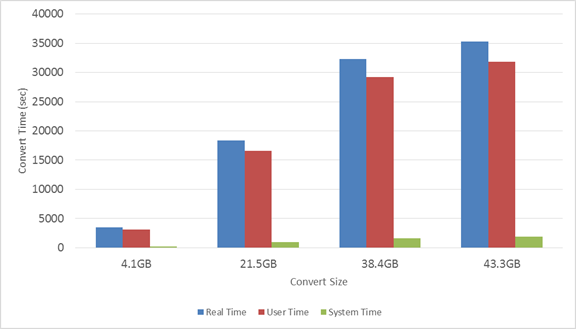 40000
35000
30000
25000
20000
15000
10000
5000
0
Convert Time (sec)
4.1GB 21.5GB 38.4GB 43.3GB
Convert Size
Real Time User Time System Time